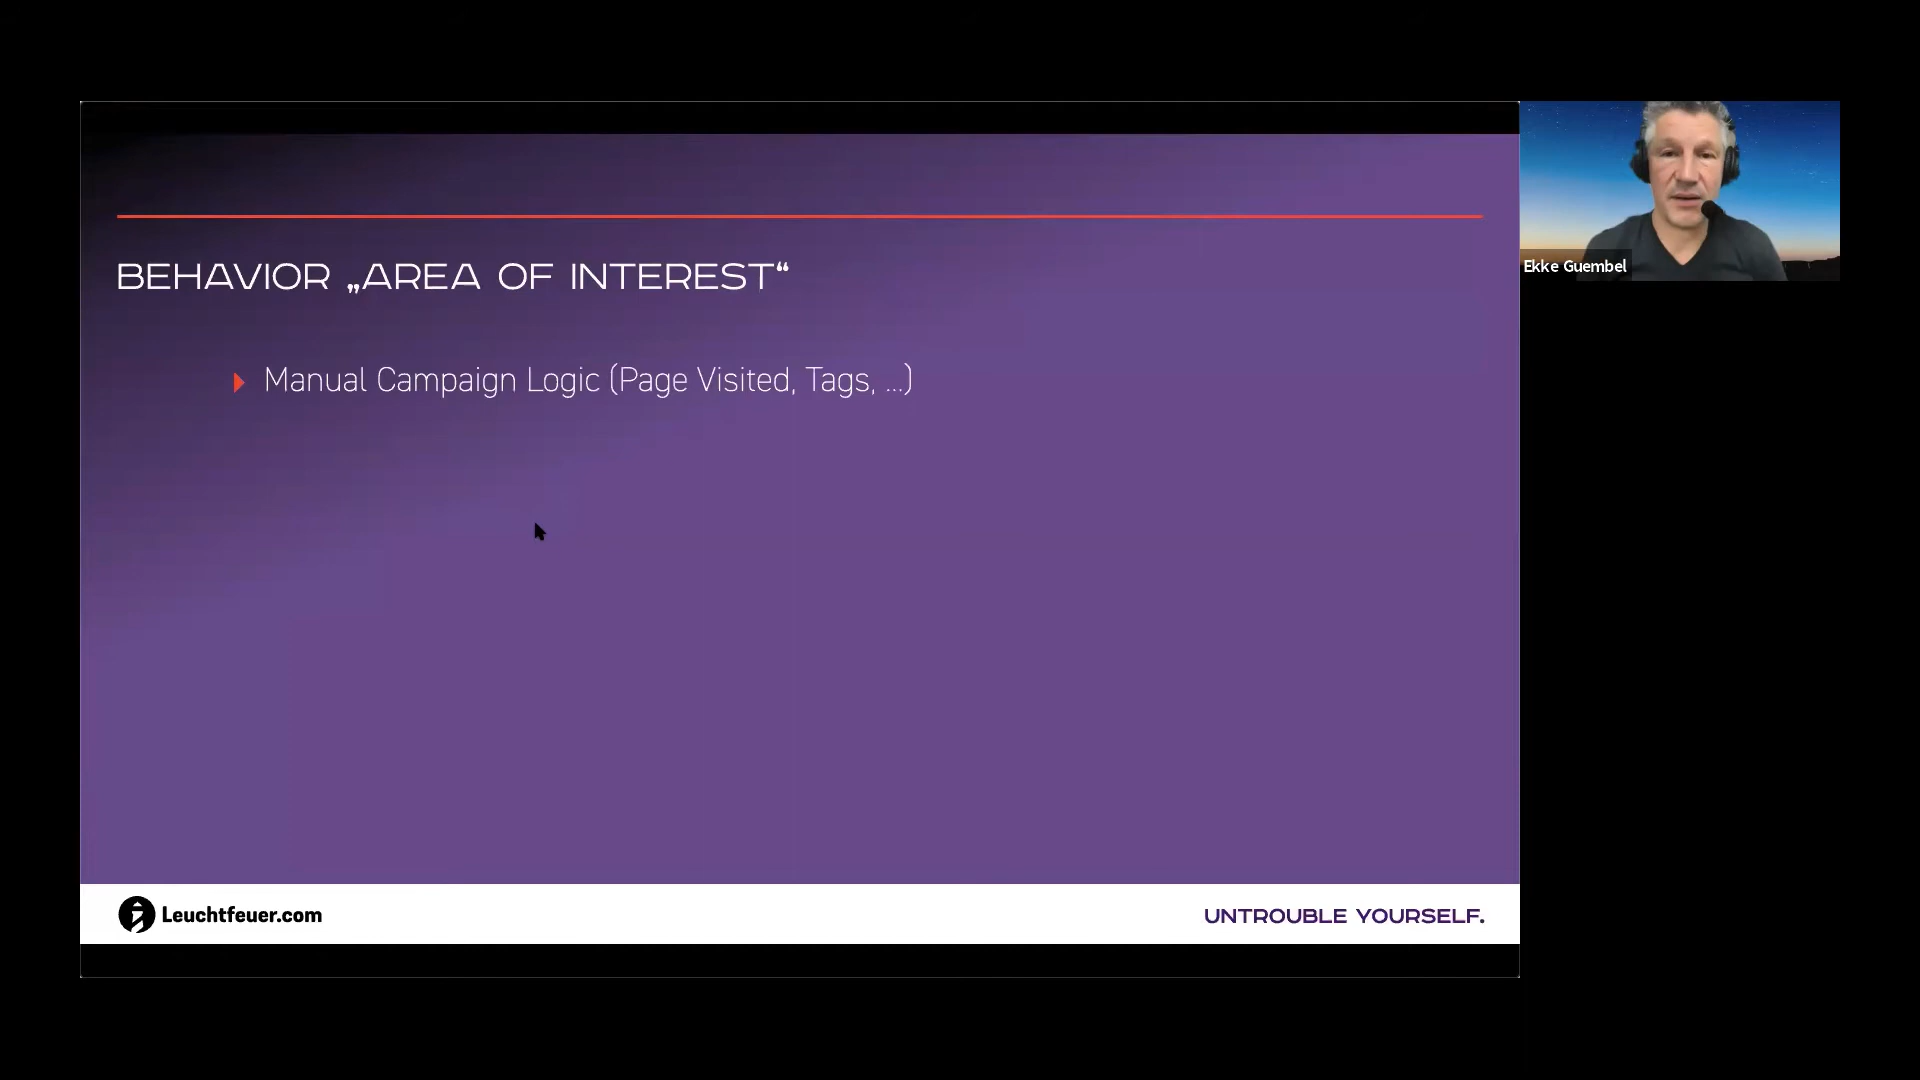 BEHAVIOR „AREA OF INTEREST“
Manual Campaign Logic (Page Visited, Tags, ...)
Ekke Guembel
Leuchtfeuer.com
UNTROUBLE YOURSELF.